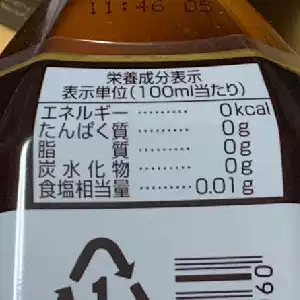 11:46 05
栄養成分表示
表示単位(100ml当たり)
エネルギー ………… 0kcal
たんぱく質 ………… 0g
脂質 ………… 0g
炭水化物 ………… 0g
食塩相当量 ……… 0.01g